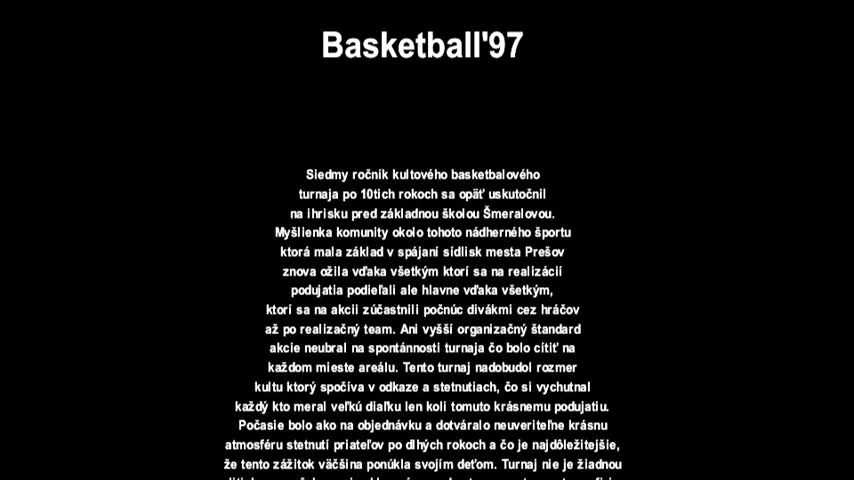 Basketball'97
Siedmy ročník kultového basketbalového
turnaja po 10tich rokoch sa opäť uskutočnil
na ihrisku pred základnou školou Šmeralovou.
Myšlienka komunity okolo tohoto nádherného športu
ktorá mala základ v spájaní sídlisk mesta Prešov
znova ožila vďaka všetkým ktorí sa na realizácií
podujatia podieľali ale hlavne vďaka všetkým,
ktorí sa na akcii zúčastnili počnúc divákmi cez hráčov
až po realizačný team. Ani vyšší organizačný štandard
akcie neubral na spontánnosti turnaja čo bolo cítiť na
každom mieste areálu. Tento turnaj nadobudol rozmer
kultu ktorý spočíva v odkaze a stetnutiach, čo si vychutnal
každý kto meral veľkú diaľku len koli tomuto krásnemu podujatiu.
Počasie bolo ako na objednávku a dotváralo neuveriteľne krásnu
atmosféru stetnutí priateľov po dlhých rokoch a čo je najdôležitejšie,
že tento zážitok väčšina ponúkla svojím deťom. Turnaj nie je žiadnou